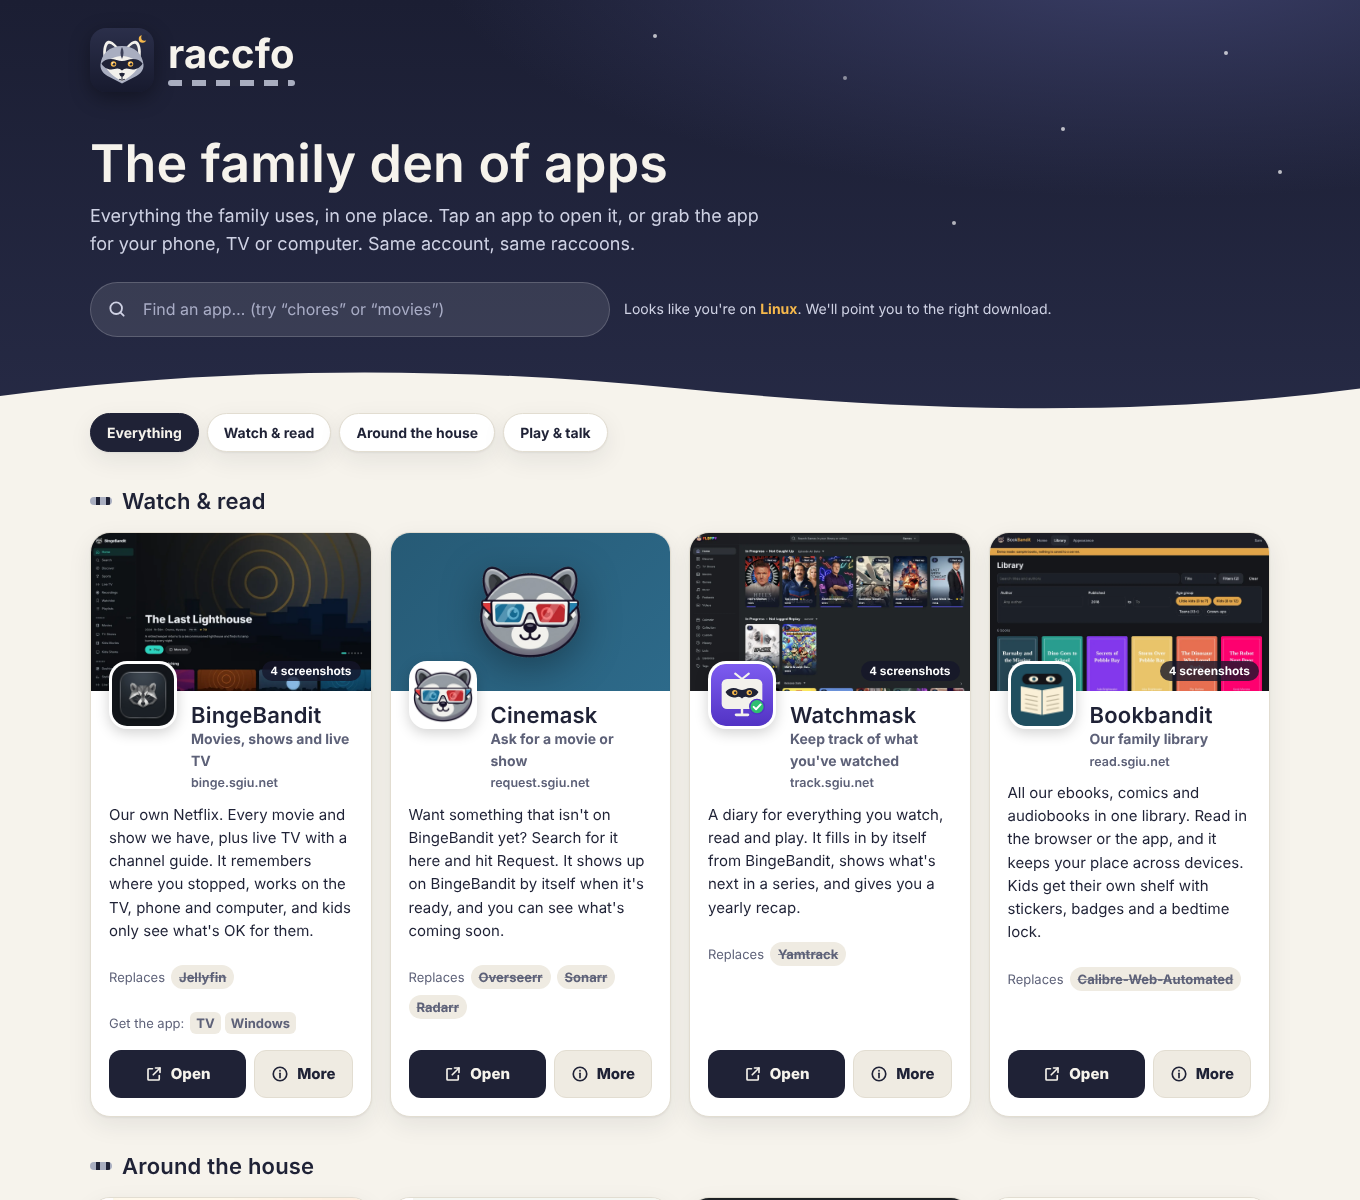 raccfo
The family den of apps
Everything the family uses, in one place. Tap an app to open it, or grab the app
for your phone, TV or computer. Same account, same raccoons.
Find an app... (try “chores” or “movies”)
Looks like you're on Linux. We'll point you to the right download.
Everything
Watch & read
Around the house
Play & talk
Watch & read
BingeBandit
The Last Lighthouse
4 screenshots
BingeBandit
Movies, shows and live
TV
binge.sgiu.net
Our own Netflix. Every movie and
show we have, plus live TV with a
channel guide. It remembers
where you stopped, works on the
TV, phone and computer, and kids
only see what's OK for them.
Replaces Jellyfin
Get the app: TV Windows
Open
More
Cinemask
Ask for a movie or
show
request.sgiu.net
Want something that isn't on
BingeBandit yet? Search for it
here and hit Request. It shows up
on BingeBandit by itself when it's
ready, and you can see what's
coming soon.
Replaces Overseerr Sonarr
Radarr
Open
More
4 screenshots
Watchmask
Keep track of what
you've watched
track.sgiu.net
A diary for everything you watch,
read and play. It fills in by itself
from BingeBandit, shows what's
next in a series, and gives you a
yearly recap.
Replaces Yamtrack
Open
More
BookBandit
Home
Library
Appearance
Library
4 screenshots
Bookbandit
Our family library
read.sgiu.net
All our ebooks, comics and
audiobooks in one library. Read in
the browser or the app, and it
keeps your place across devices.
Kids get their own shelf with
stickers, badges and a bedtime
lock.
Replaces Calibre-Web-Automated
Open
More
Around the house